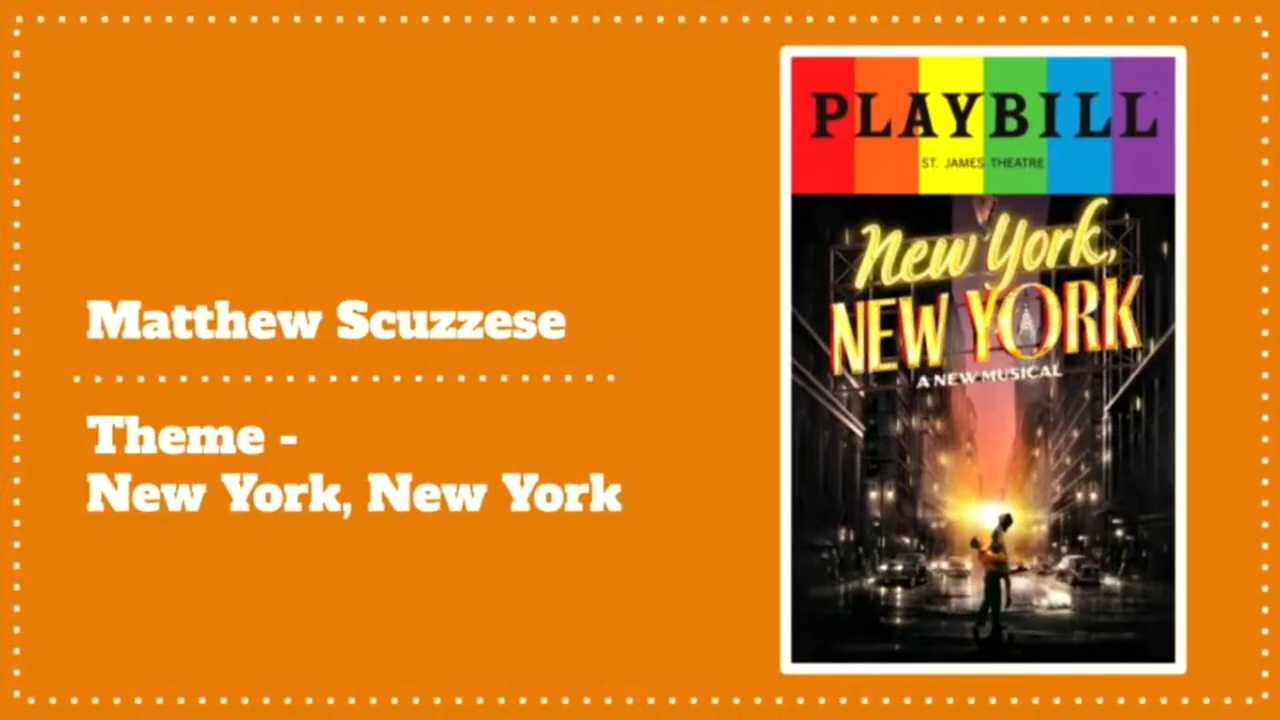 Matthew Scuzzese
Theme -
New York, New York
PLAYBILL
ST. JAMES THEATRE
New York,
NEW YORK
A NEW MUSICAL